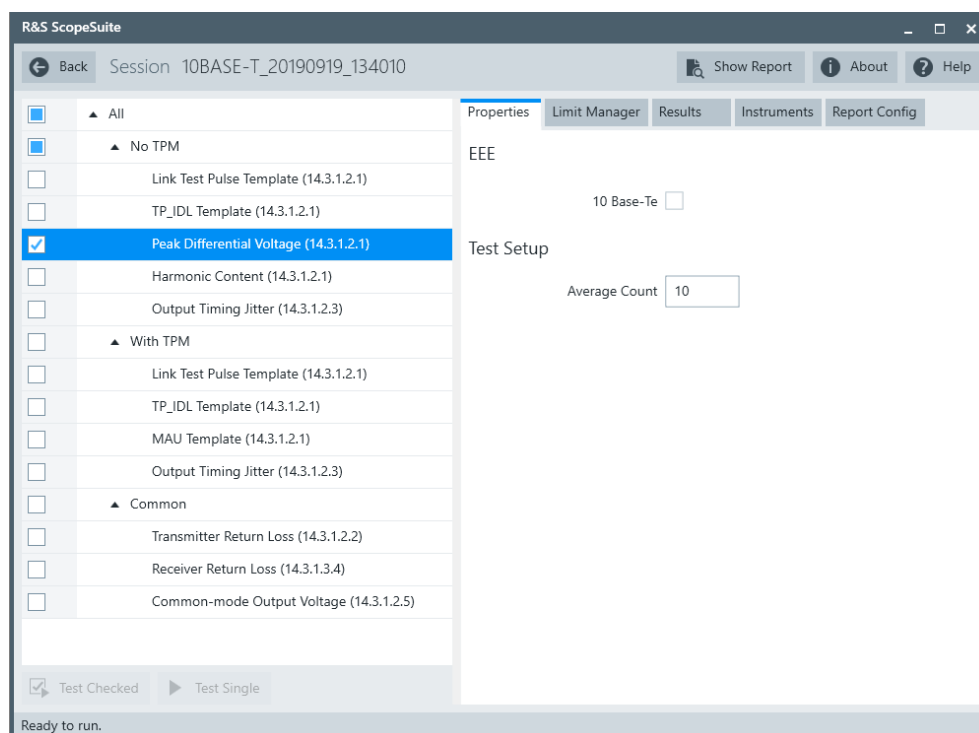 R&S ScopeSuite
Back Session 10BASE-T_20190919_134010 Show Report About Help
All
No TPM
Link Test Pulse Template (14.3.1.2.1)
TP_IDL Template (14.3.1.2.1)
Peak Differential Voltage (14.3.1.2.1)
Harmonic Content (14.3.1.2.1)
Output Timing Jitter (14.3.1.2.3)
With TPM
Link Test Pulse Template (14.3.1.2.1)
TP_IDL Template (14.3.1.2.1)
MAU Template (14.3.1.2.1)
Output Timing Jitter (14.3.1.2.3)
Common
Transmitter Return Loss (14.3.1.2.2)
Receiver Return Loss (14.3.1.3.4)
Common-mode Output Voltage (14.3.1.2.5)
Test Checked Test Single
Properties Limit Manager Results Instruments Report Config
EEE
10 Base-Te
Test Setup
Average Count 10
Ready to run.